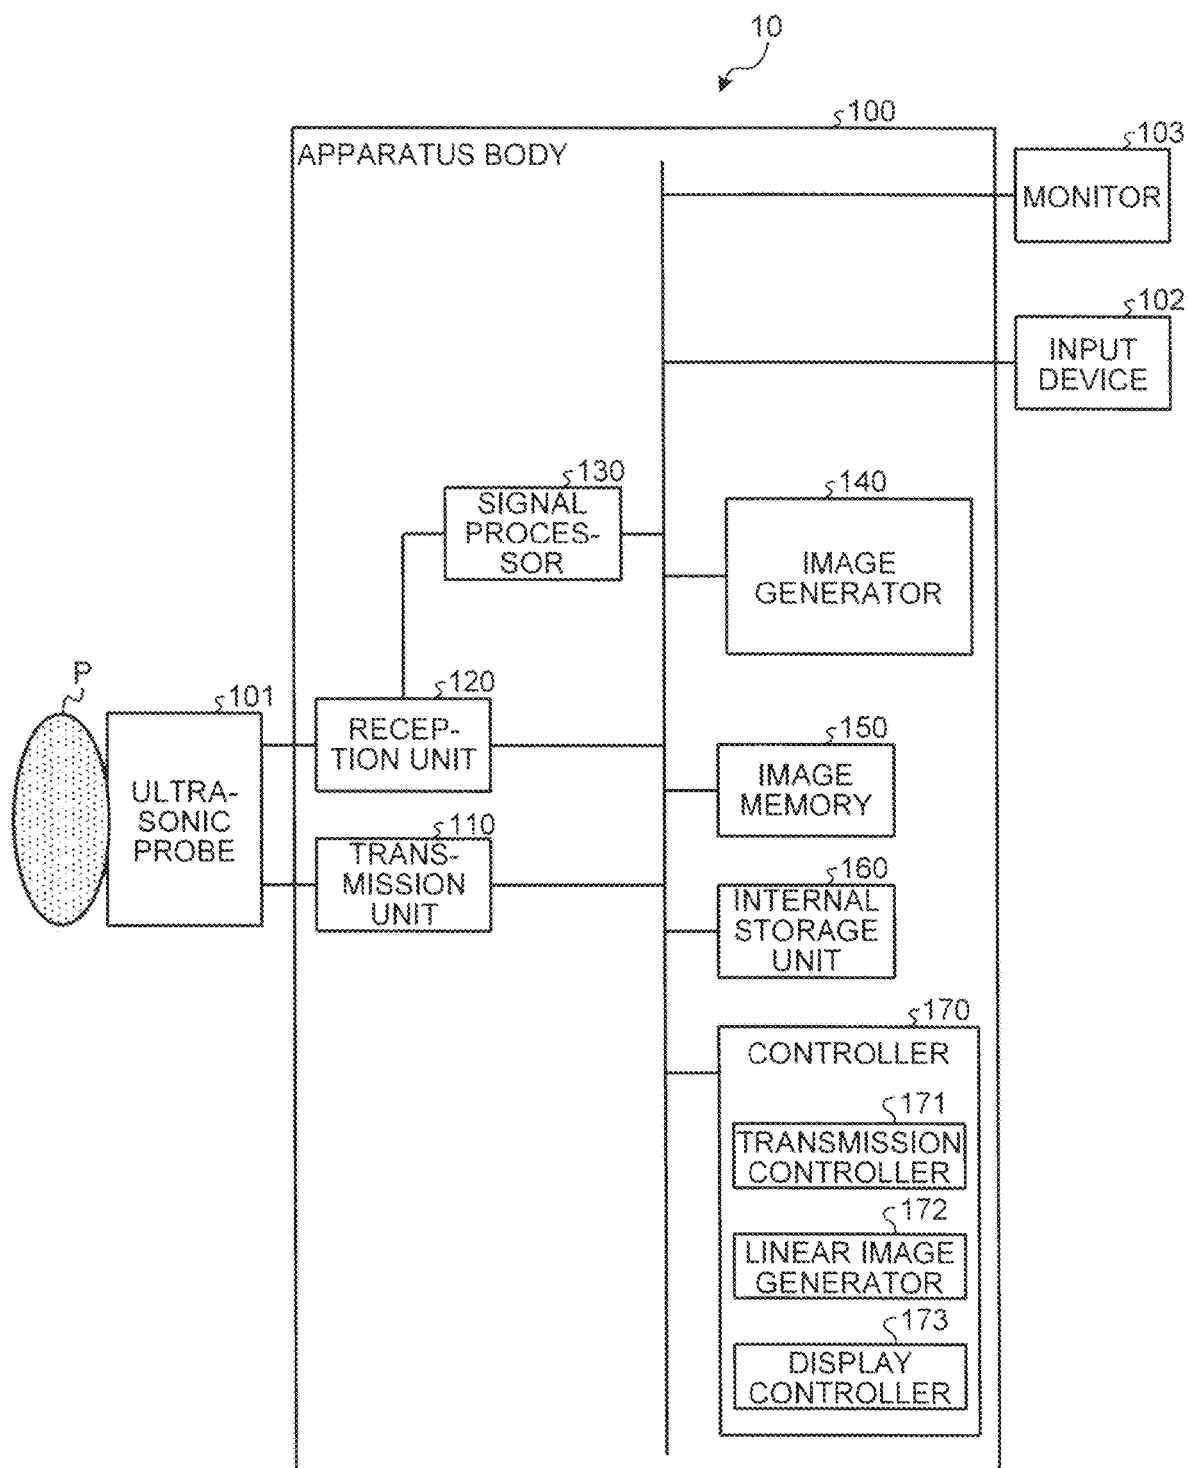 10
100
APPARATUS BODY
103
MONITOR
102
INPUT
DEVICE
130
SIGNAL
PROCES-
SOR
140
IMAGE
GENERATOR
P
101
ULTRA-
SONIC
PROBE
120
RECEP-
TION UNIT
110
TRANS-
MISSION
UNIT
150
IMAGE
MEMORY
160
INTERNAL
STORAGE
UNIT
170
CONTROLLER
171
TRANSMISSION
CONTROLLER
172
LINEAR IMAGE
GENERATOR
173
DISPLAY
CONTROLLER